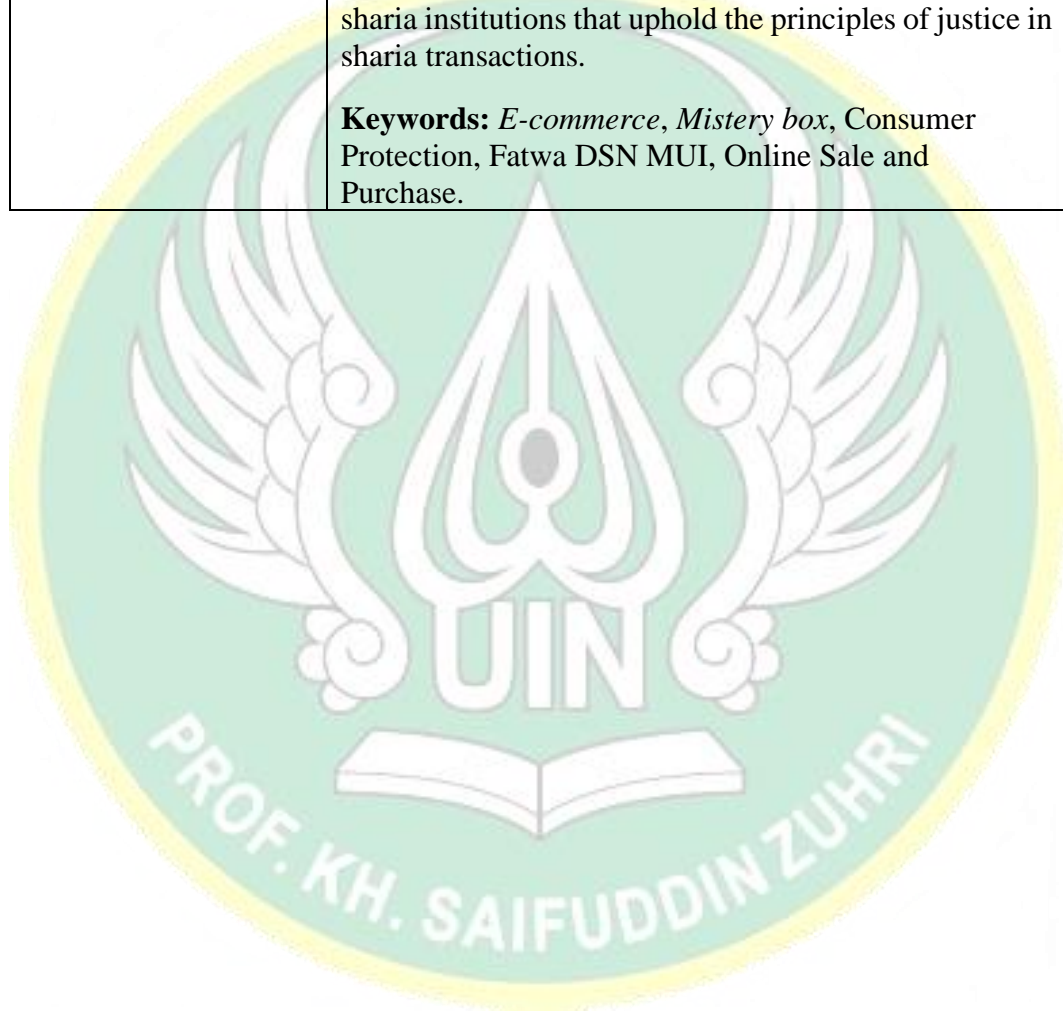 sharia institutions that uphold the principles of justice in
sharia transactions.
Keywords: E-commerce, Mistery box, Consumer
Protection, Fatwa DSN MUI, Online Sale and
Purchase.
UIN
PROF. KH. SAIFUDDIN ZUHRI